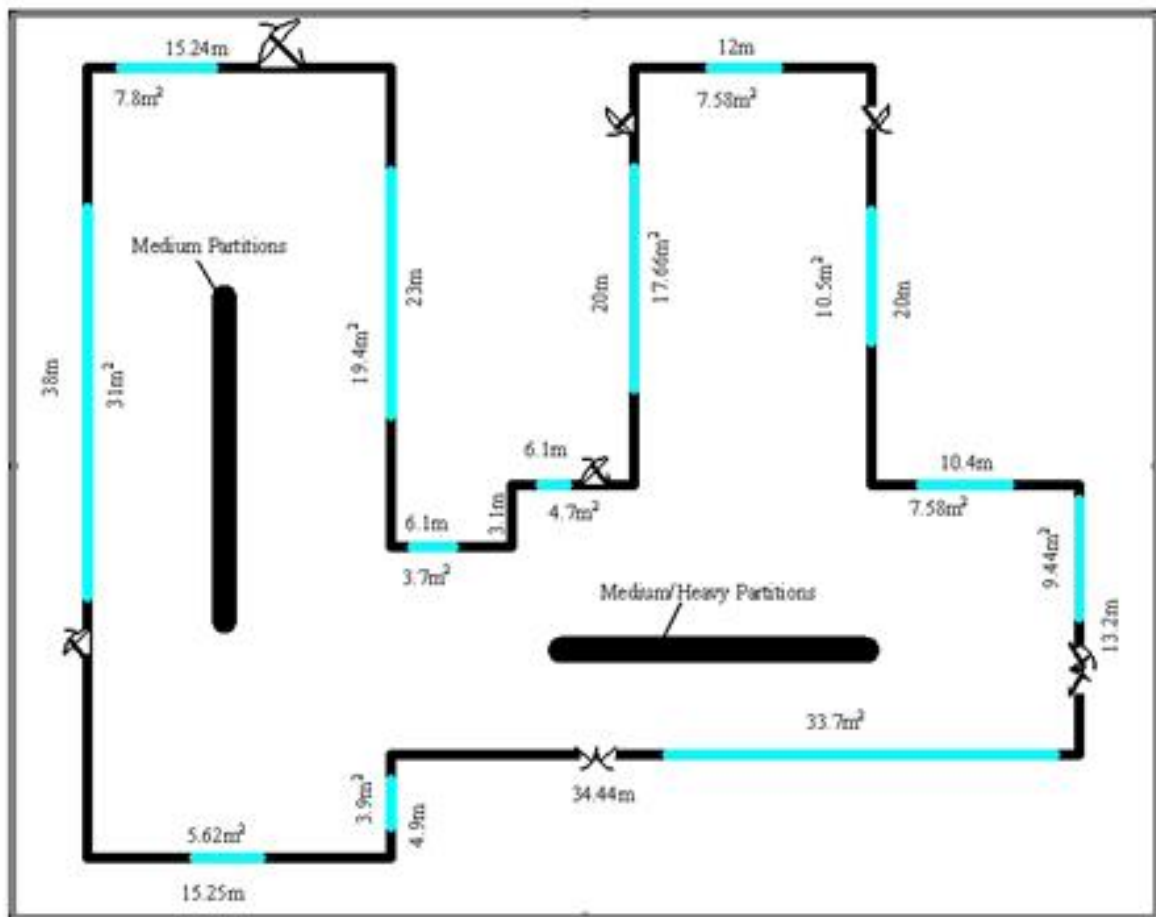 15.24m
12m
7.8m²
7.58m²
Medium Partitions
23m
20m
17.66m²
10.5m²
20m
38m
31m²
19.4m²
6.1m
10.4m
6.1m
3.1m
4.7m²
7.58m²
3.7m²
9.44m²
Medium/Heavy Partitions
13.2m
33.7m²
3.9m²
4.9m
34.44m
5.62m²
15.25m